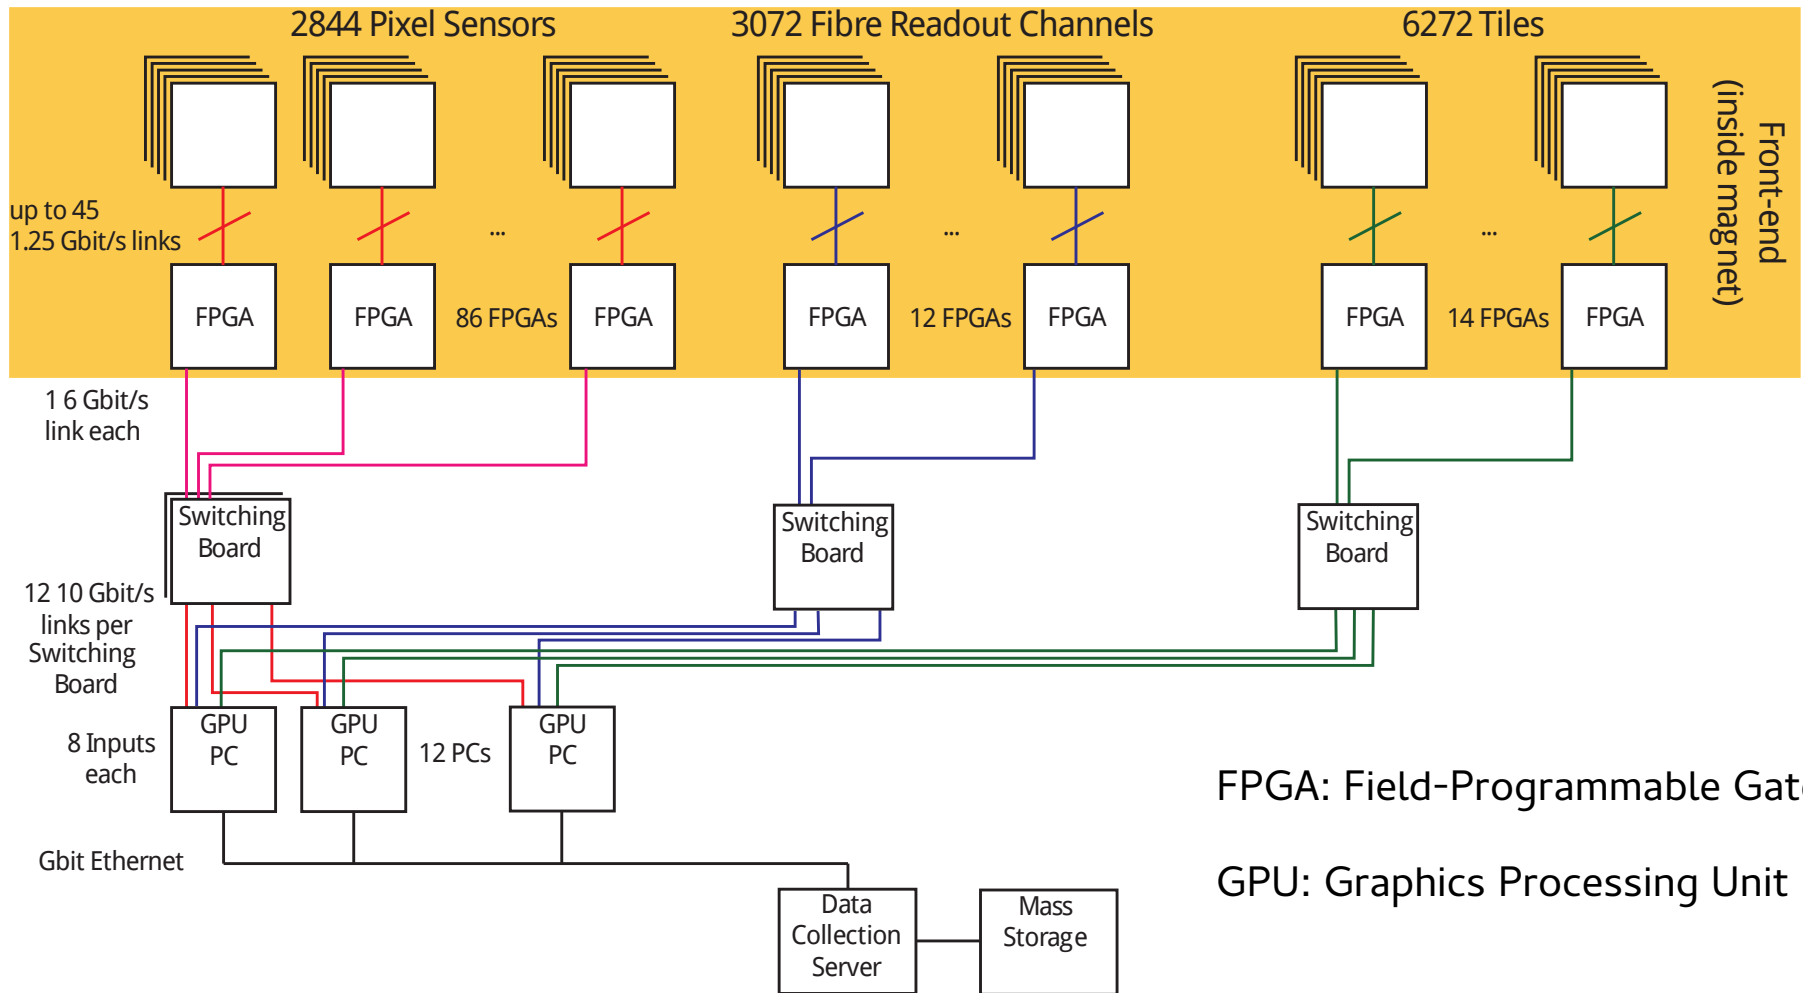 2844 Pixel Sensors
3072 Fibre Readout Channels
6272 Tiles
Front-end
(inside magnet)
up to 45
1.25 Gbit/s links
...
...
...
FPGA
FPGA
86 FPGAs
FPGA
FPGA
12 FPGAs
FPGA
FPGA
14 FPGAs
FPGA
1 6 Gbit/s
link each
Switching
Board
Switching
Board
Switching
Board
12 10 Gbit/s
links per
Switching
Board
8 Inputs
each
GPU
PC
GPU
PC
12 PCs
GPU
PC
FPGA: Field-Programmable Gat
GPU: Graphics Processing Unit
Gbit Ethernet
Data
Collection
Server
Mass
Storage